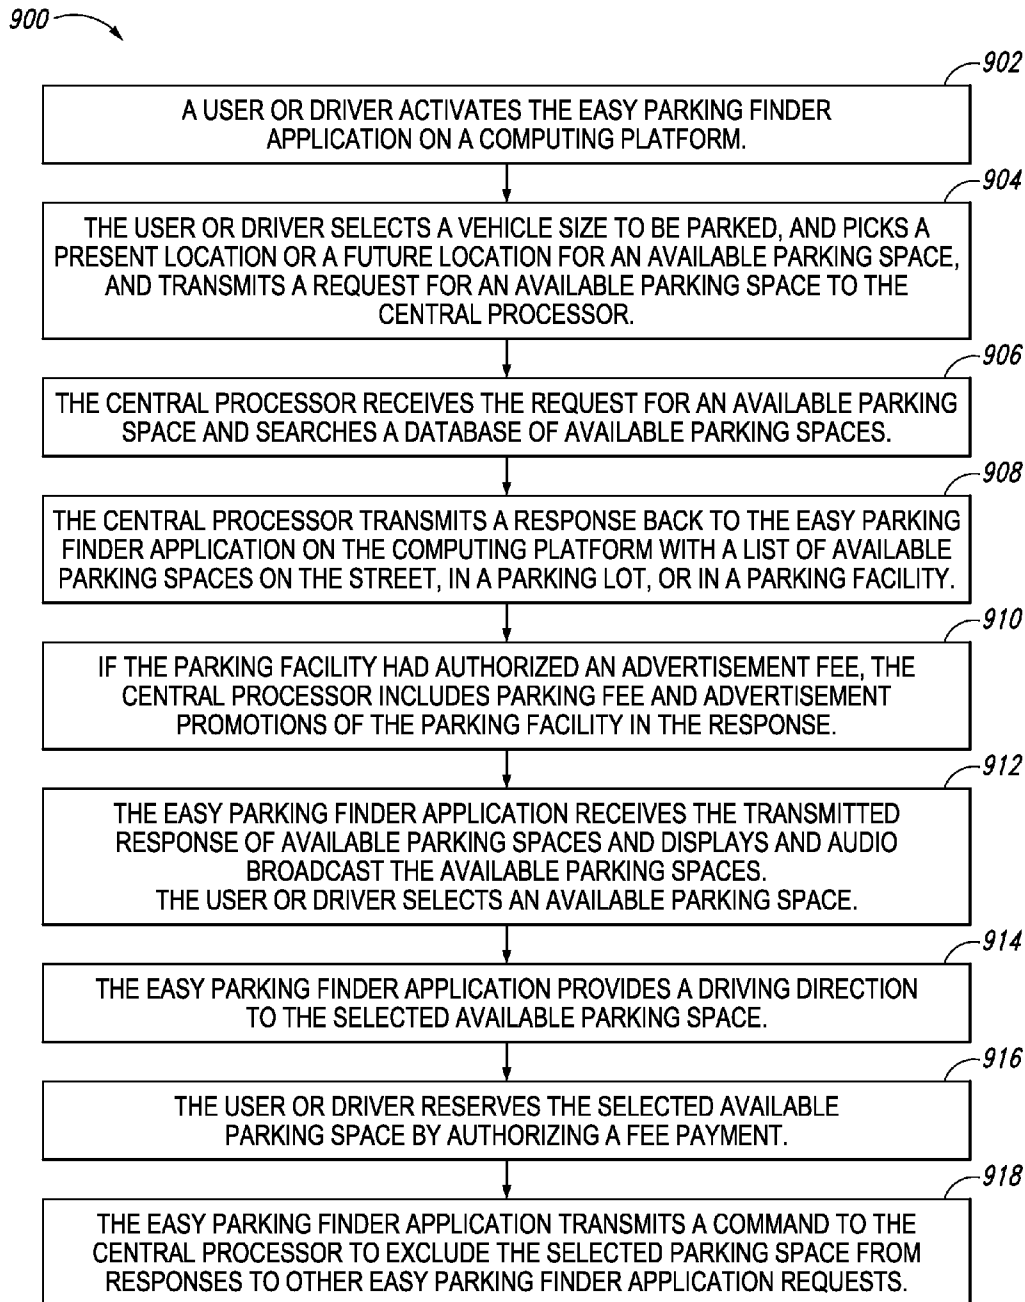 900
902
A USER OR DRIVER ACTIVATES THE EASY PARKING FINDER
APPLICATION ON A COMPUTING PLATFORM.
904
THE USER OR DRIVER SELECTS A VEHICLE SIZE TO BE PARKED, AND PICKS A
PRESENT LOCATION OR A FUTURE LOCATION FOR AN AVAILABLE PARKING SPACE,
AND TRANSMITS A REQUEST FOR AN AVAILABLE PARKING SPACE TO THE
CENTRAL PROCESSOR.
906
THE CENTRAL PROCESSOR RECEIVES THE REQUEST FOR AN AVAILABLE PARKING
SPACE AND SEARCHES A DATABASE OF AVAILABLE PARKING SPACES.
908
THE CENTRAL PROCESSOR TRANSMITS A RESPONSE BACK TO THE EASY PARKING
FINDER APPLICATION ON THE COMPUTING PLATFORM WITH A LIST OF AVAILABLE
PARKING SPACES ON THE STREET, IN A PARKING LOT, OR IN A PARKING FACILITY.
910
IF THE PARKING FACILITY HAD AUTHORIZED AN ADVERTISEMENT FEE, THE
CENTRAL PROCESSOR INCLUDES PARKING FEE AND ADVERTISEMENT
PROMOTIONS OF THE PARKING FACILITY IN THE RESPONSE.
912
THE EASY PARKING FINDER APPLICATION RECEIVES THE TRANSMITTED
RESPONSE OF AVAILABLE PARKING SPACES AND DISPLAYS AND AUDIO
BROADCAST THE AVAILABLE PARKING SPACES.
THE USER OR DRIVER SELECTS AN AVAILABLE PARKING SPACE.
914
THE EASY PARKING FINDER APPLICATION PROVIDES A DRIVING DIRECTION
TO THE SELECTED AVAILABLE PARKING SPACE.
916
THE USER OR DRIVER RESERVES THE SELECTED AVAILABLE
PARKING SPACE BY AUTHORIZING A FEE PAYMENT.
918
THE EASY PARKING FINDER APPLICATION TRANSMITS A COMMAND TO THE
CENTRAL PROCESSOR TO EXCLUDE THE SELECTED PARKING SPACE FROM
RESPONSES TO OTHER EASY PARKING FINDER APPLICATION REQUESTS.